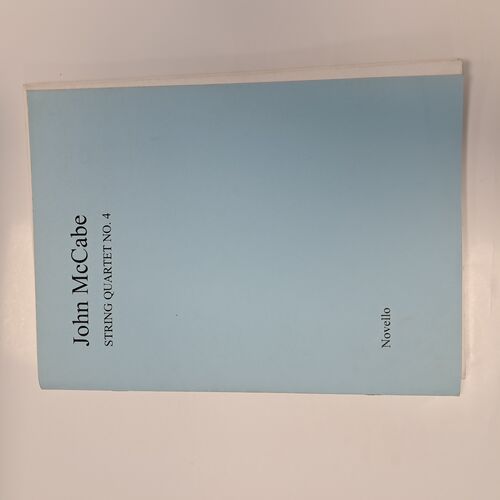 John McCabe
STRING QUARTET NO. 4
Novello